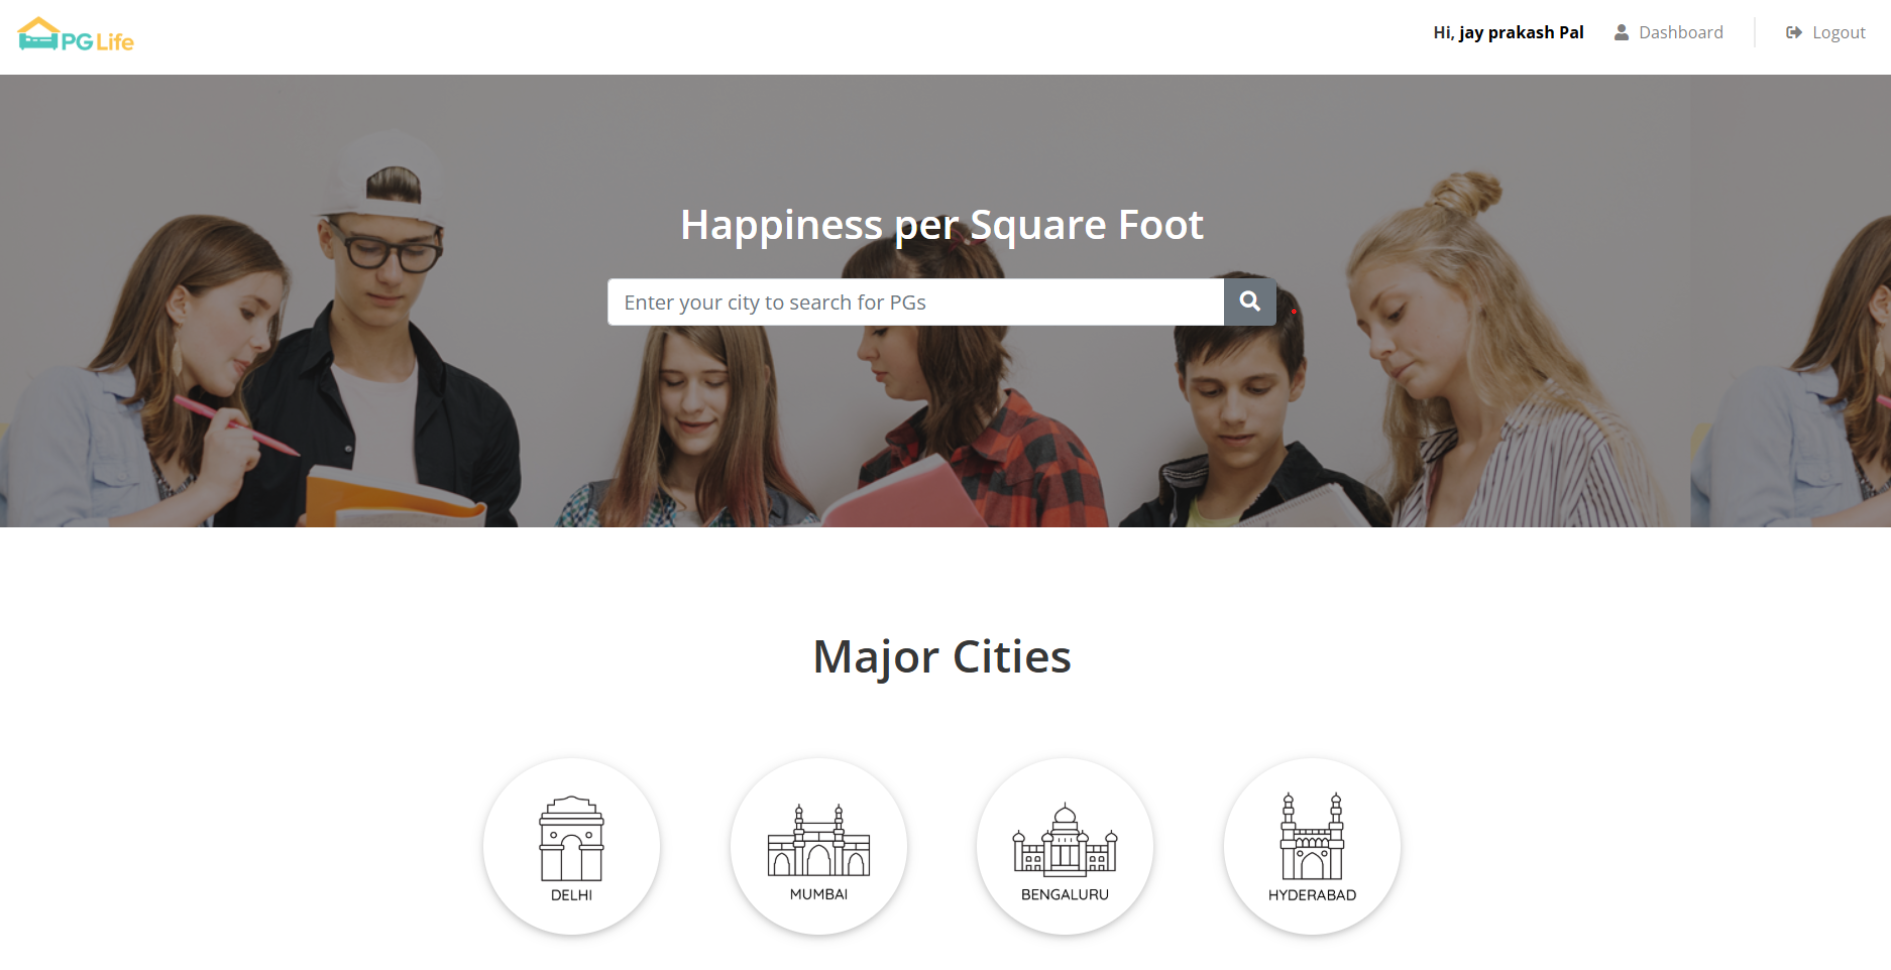 PG Life
Hi, jay prakash Pal
Dashboard
Logout
Happiness per Square Foot
Enter your city to search for PGs
Major Cities
DELHI
MUMBAI
BENGALURU
HYDERABAD